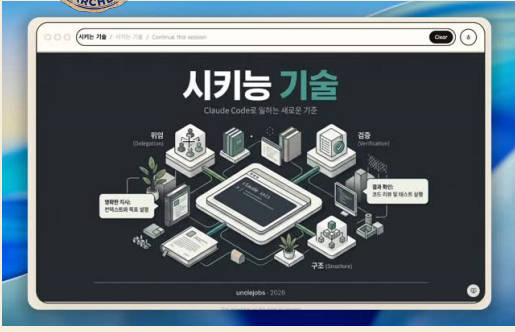 시키는 기술 / 시키는 기술 / Continue this session
Clear
시키능 기술
Claude Code로 일하는 새로운 기준
위임
(Delegation)
검증
(Verification)
명확한 지시:
컨텍스트와 목표 설정
결과 확인:
코드 리뷰 및 테스트 실행
구조 (Structure)
unclejobs · 2026